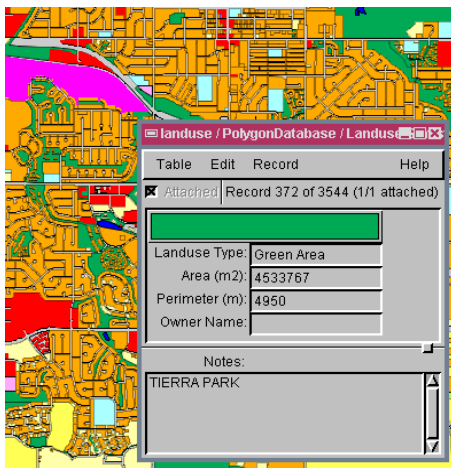 landuse / PolygonDatabase / Landuse
Table Edit Record Help
Attached Record 372 of 3544 (1/1 attached)
Landuse Type: Green Area
Area (m2): 4533767
Perimeter (m): 4950
Owner Name:
Notes:
TIERRA PARK